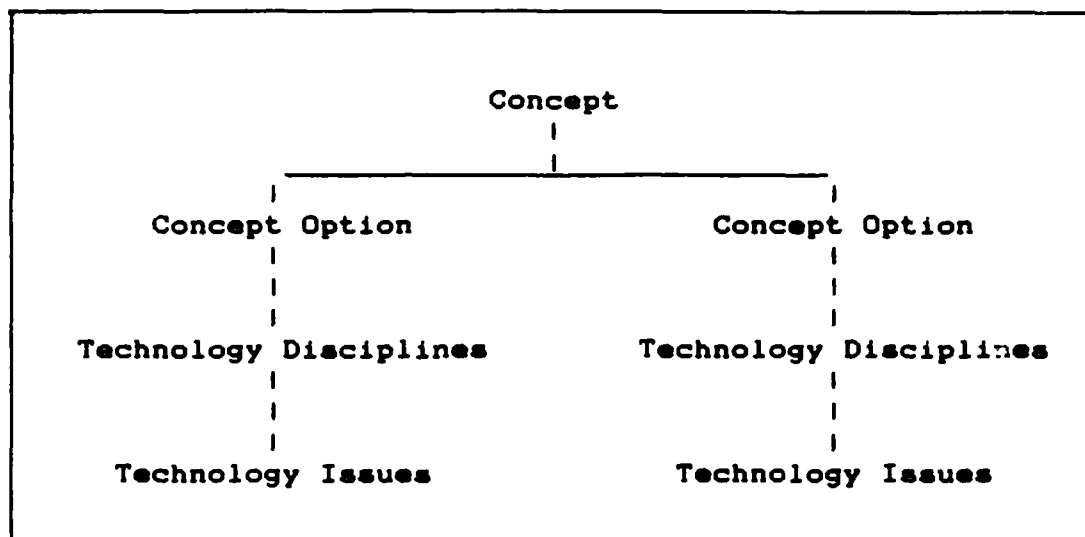 Concept
Concept Option Concept Option
Technology Disciplines Technology Disciplines
Technology Issues Technology Issues